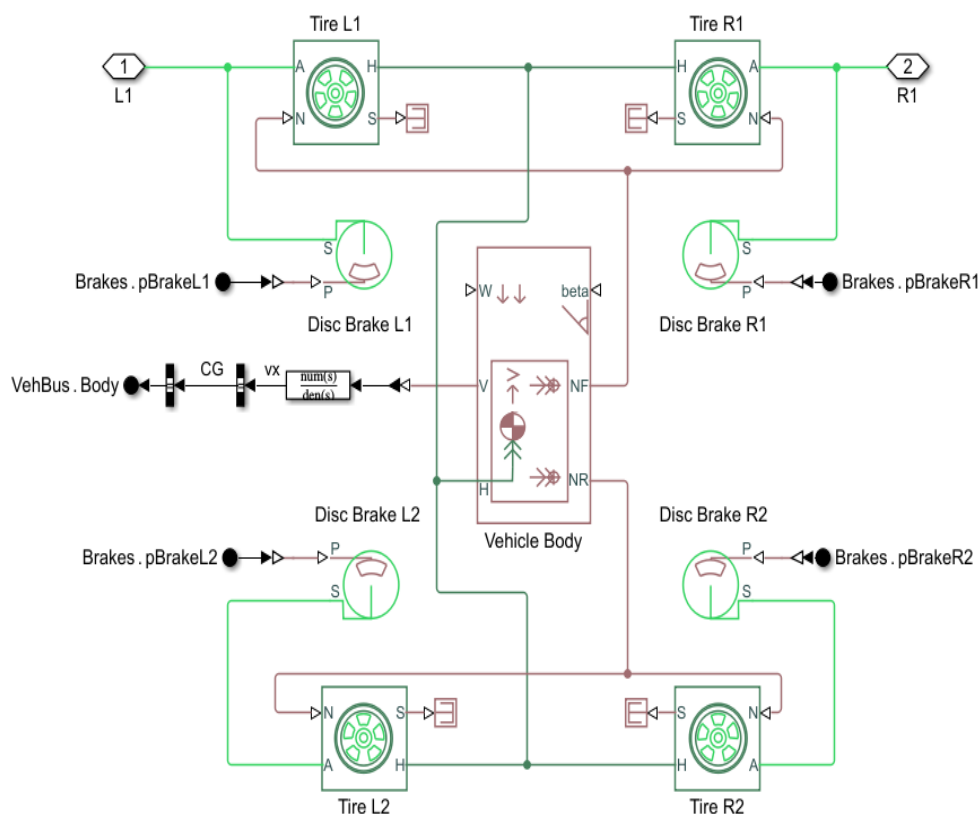 Tire L1
Tire R1
1
A
H
H
A
2
L1
N
S
S
N
R1
S
S
Brakes . pBrakeL1
P
W
beta
P
Brakes . pBrakeR1
Disc Brake L1
Disc Brake R1
CG
vx
num(s)
den(s)
VehBus . Body
V
V
NF
H
NR
Disc Brake L2
Vehicle Body
Disc Brake R2
Brakes . pBrakeL2
P
P
Brakes . pBrakeR2
S
S
N
S
S
N
A
H
H
A
Tire L2
Tire R2